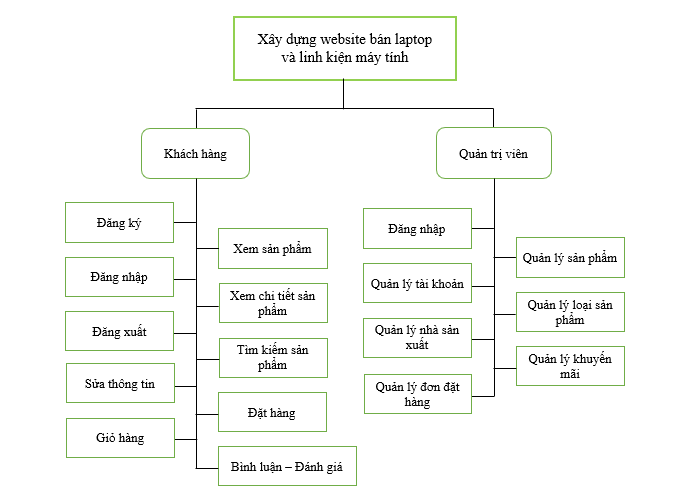 Xây dựng website bán laptop
và linh kiện máy tính
Khách hàng
Quản trị viên
Đăng ký
Đăng nhập
Đăng xuất
Sửa thông tin
Giỏ hàng
Xem sản phẩm
Xem chi tiết sản
phẩm
Tìm kiếm sản
phẩm
Đặt hàng
Bình luận – Đánh giá
Đăng nhập
Quản lý tài khoản
Quản lý nhà sản
xuất
Quản lý đơn đặt
hàng
Quản lý sản phẩm
Quản lý loại sản
phẩm
Quản lý khuyến
mãi